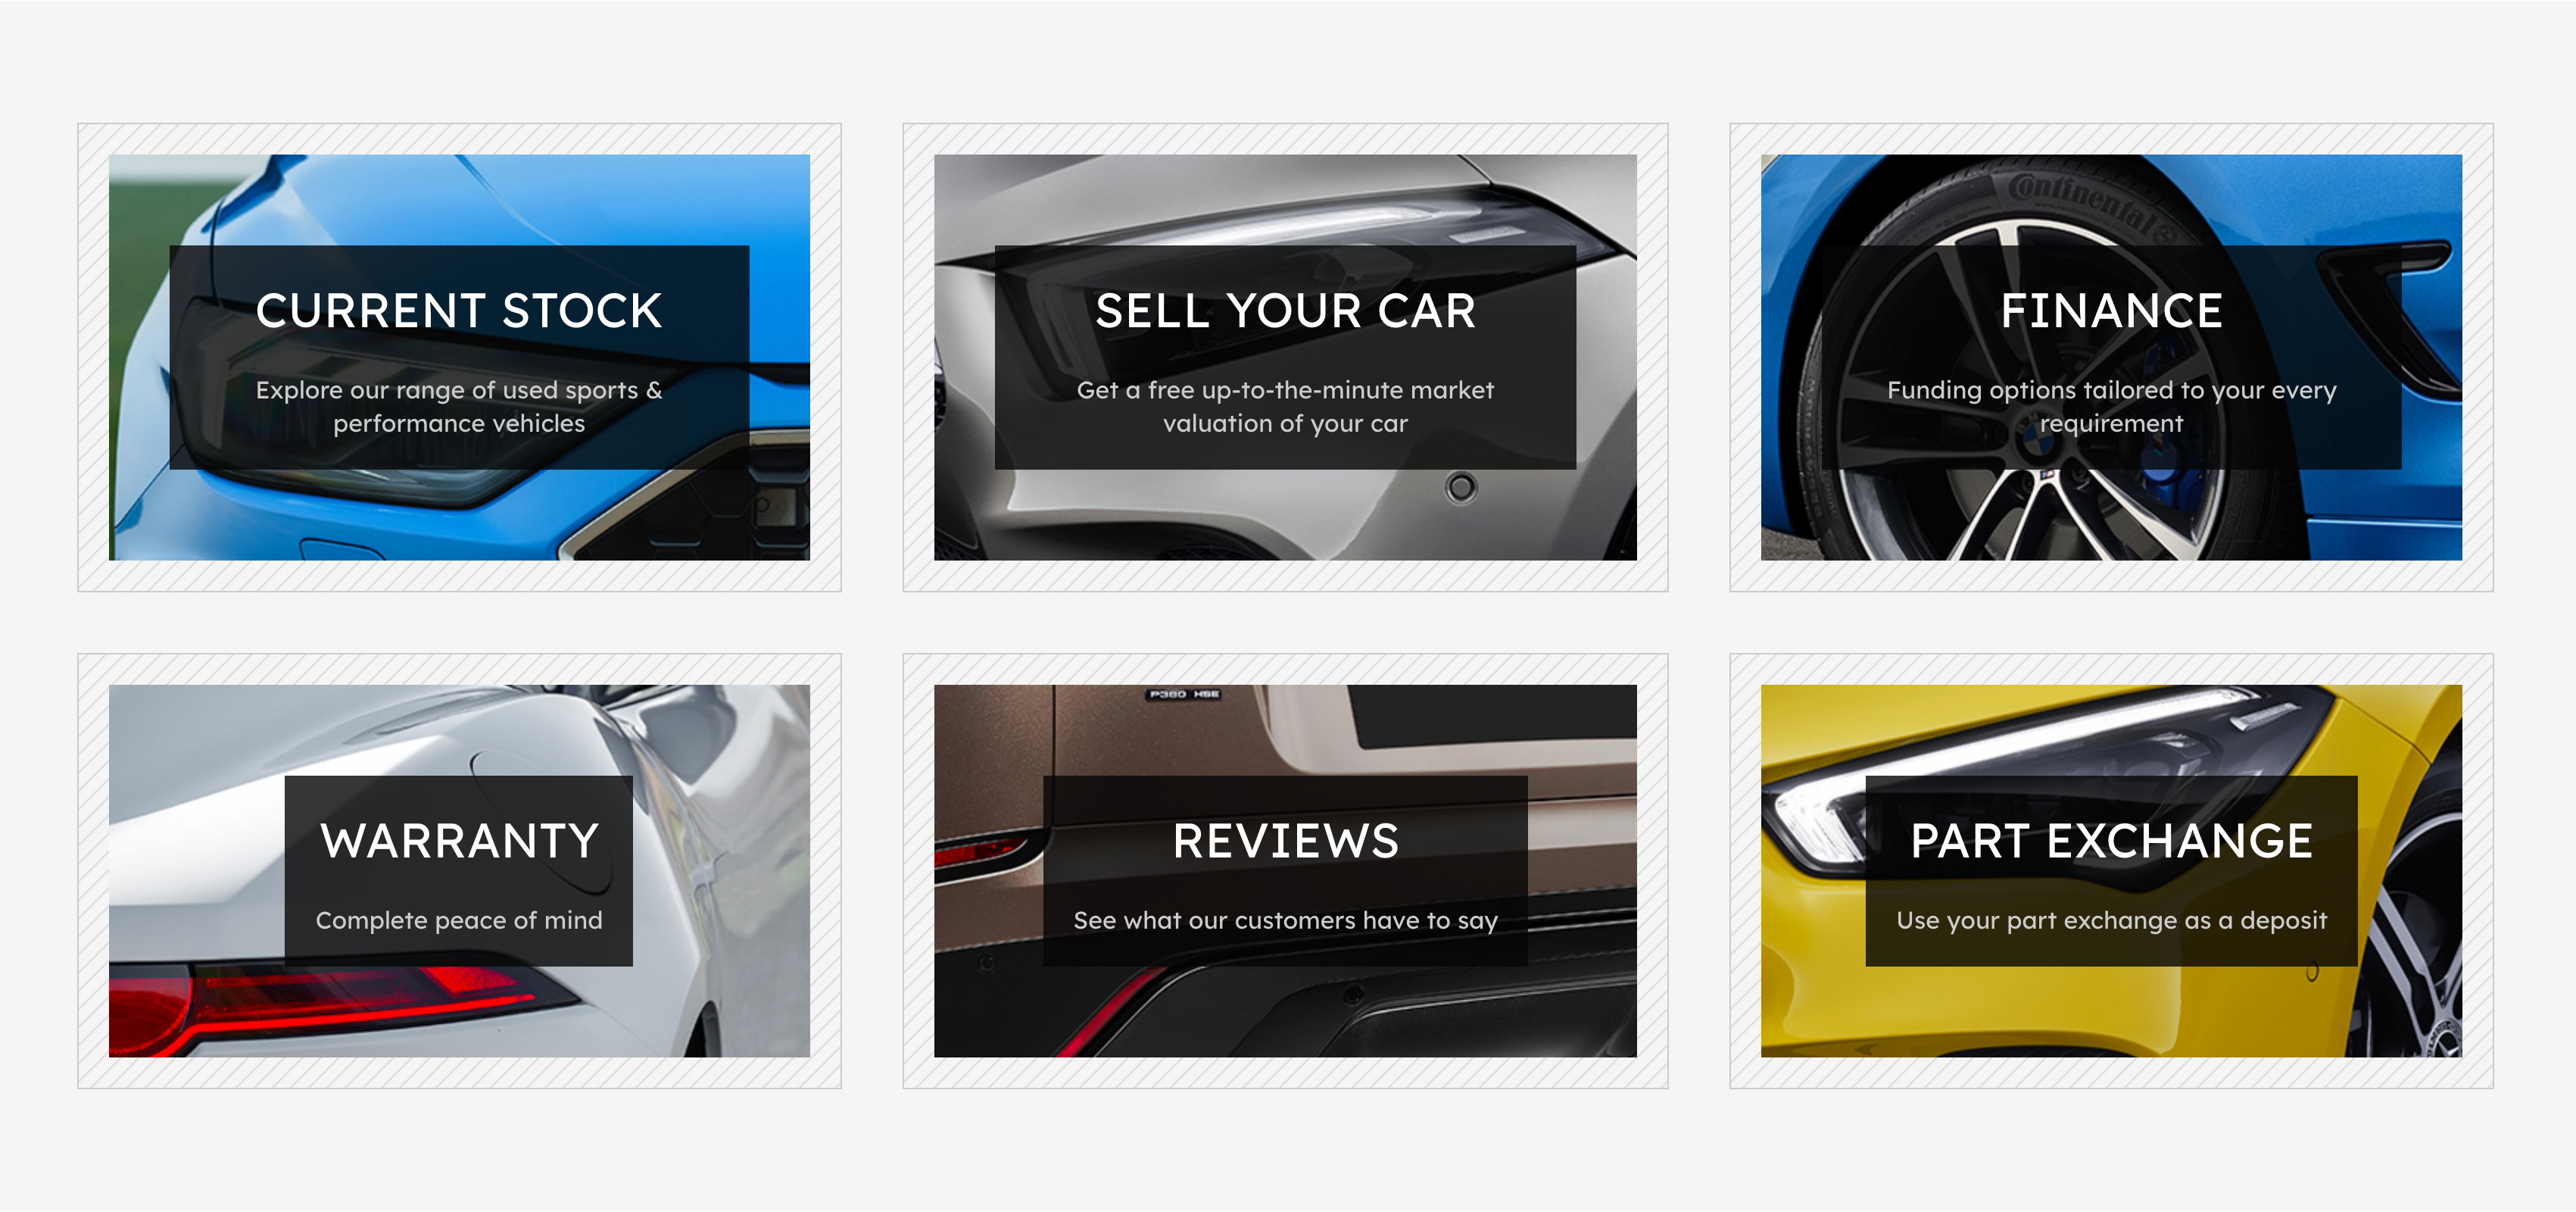 Continental
CURRENT STOCK
Explore our range of used sports &
performance vehicles
SELL YOUR CAR
Get a free up-to-the-minute market
valuation of your car
FINANCE
Funding options tailored to your every
requirement
P380 HSE
WARRANTY
Complete peace of mind
REVIEWS
See what our customers have to say
PART EXCHANGE
Use your part exchange as a deposit